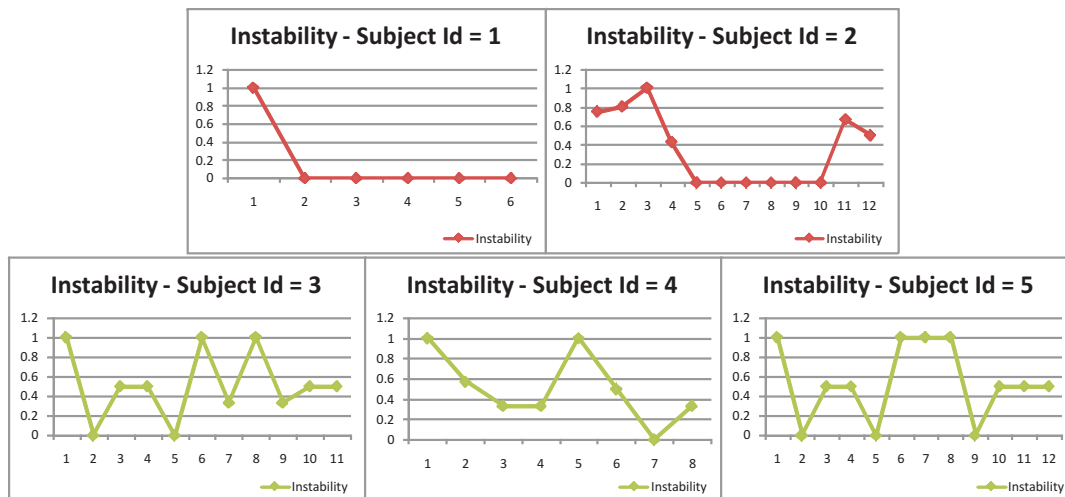 Instability - Subject Id = 1
1.2
1
0.8
0.6
0.4
0.2
0
1 2 3 4 5 6
Instability
Instability - Subject Id = 2
1.2
1
0.8
0.6
0.4
0.2
0
1 2 3 4 5 6 7 8 9 10 11 12
Instability
Instability - Subject Id = 3
1.2
1
0.8
0.6
0.4
0.2
0
1 2 3 4 5 6 7 8 9 10 11
Instability
Instability - Subject Id = 4
1.2
1
0.8
0.6
0.4
0.2
0
1 2 3 4 5 6 7 8
Instability
Instability - Subject Id = 5
1.2
1
0.8
0.6
0.4
0.2
0
1 2 3 4 5 6 7 8 9 10 11 12
Instability